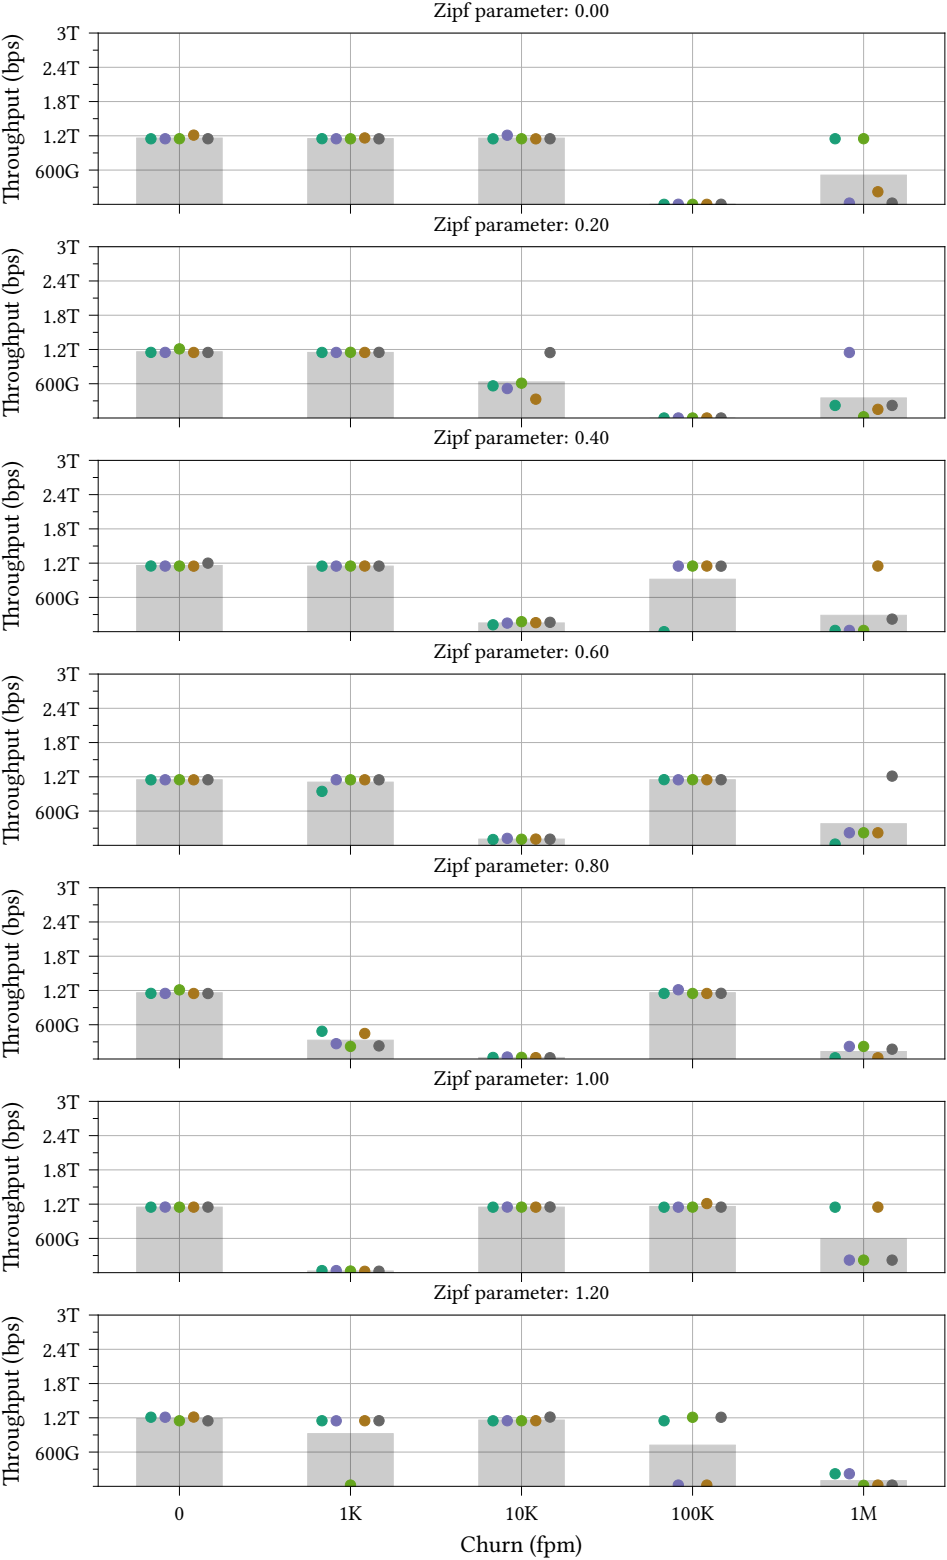 Zipf parameter: 0.00
3T
2.4T
1.8T
1.2T
600G
Throughput (bps)
Zipf parameter: 0.20
3T
2.4T
1.8T
1.2T
600G
Throughput (bps)
Zipf parameter: 0.40
3T
2.4T
1.8T
1.2T
600G
Throughput (bps)
Zipf parameter: 0.60
3T
2.4T
1.8T
1.2T
600G
Throughput (bps)
Zipf parameter: 0.80
3T
2.4T
1.8T
1.2T
600G
Throughput (bps)
Zipf parameter: 1.00
3T
2.4T
1.8T
1.2T
600G
Throughput (bps)
Zipf parameter: 1.20
3T
2.4T
1.8T
1.2T
600G
Throughput (bps)
0 1K 10K 100K 1M
Churn (fpm)